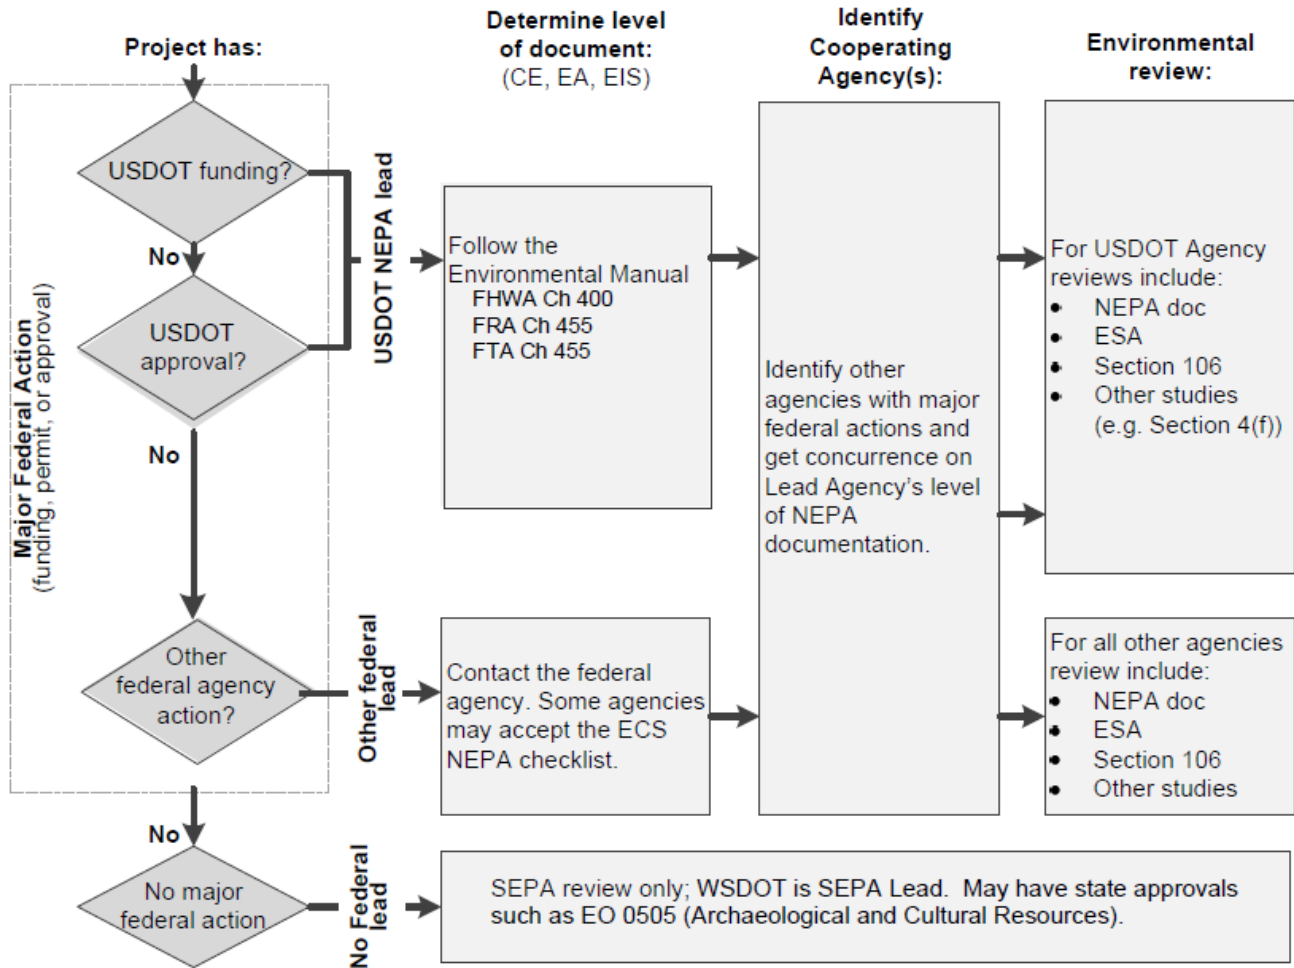 Project has:
Determine level
of document:
(CE, EA, EIS)
Identify
Cooperating
Agency(s):
Environmental
review:
Major Federal Action
(funding, permit, or approval)
USDOT funding?
No
USDOT
approval?
No
USDOT NEPA lead
Follow the
Environmental Manual
FHWA Ch 400
FRA Ch 455
FTA Ch 455
Identify other
agencies with major
federal actions and
get concurrence on
Lead Agency's level
of NEPA
documentation.
For USDOT Agency
reviews include:
• NEPA doc
• ESA
• Section 106
• Other studies
(e.g. Section 4(f))
Other
federal agency
action?
Other federal
lead
Contact the federal
agency. Some agencies
may accept the ECS
NEPA checklist.
For all other agencies
review include:
• NEPA doc
• ESA
• Section 106
• Other studies
No
No major
federal action
No Federal
lead
SEPA review only; WSDOT is SEPA Lead. May have state approvals
such as EO 0505 (Archaeological and Cultural Resources).